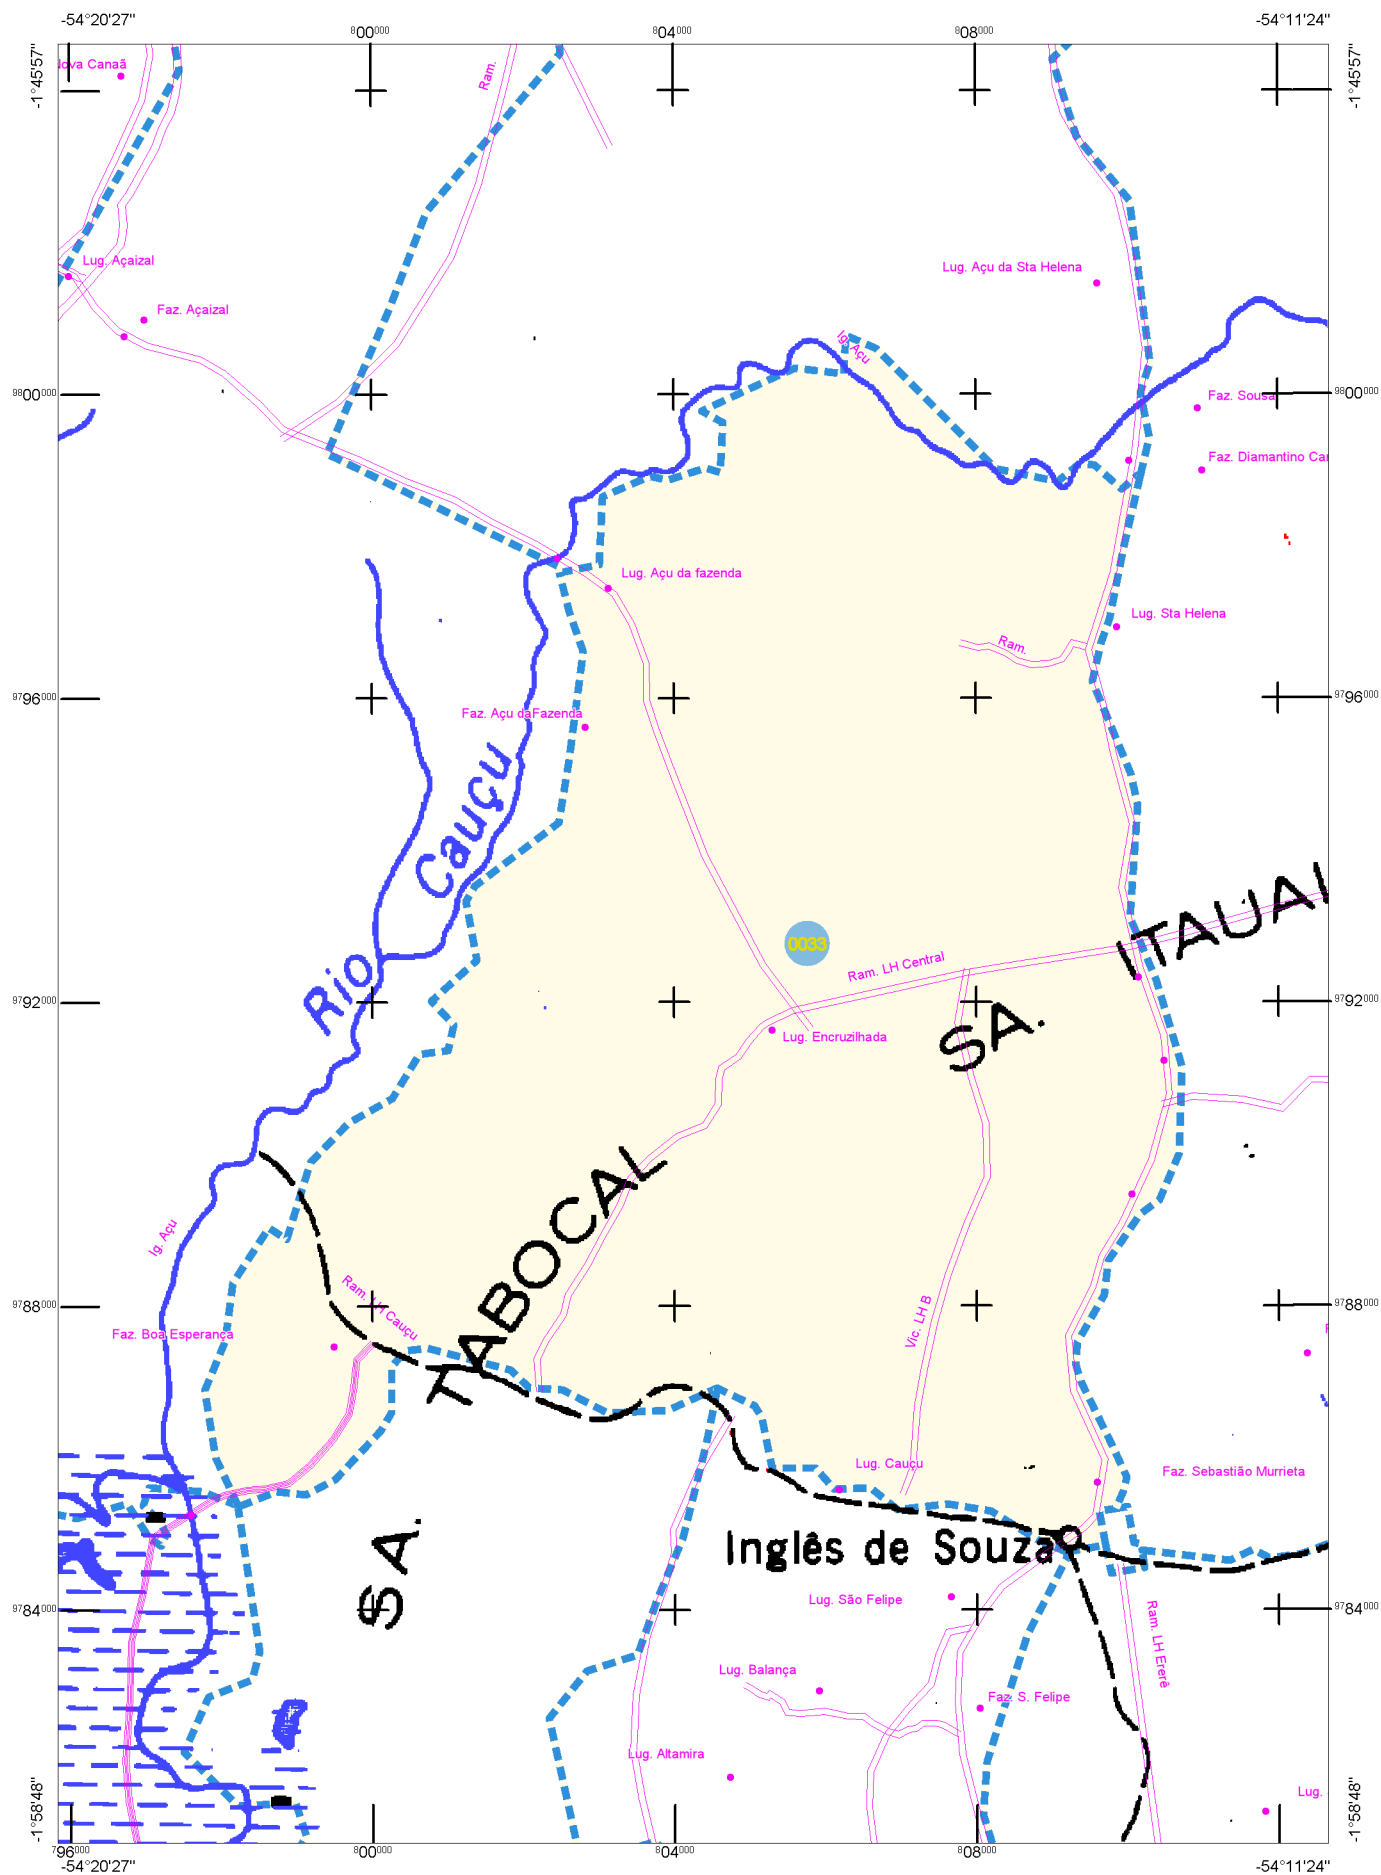 -54°20'27"
800000
804000
808000
-54°11'24"
-1°45'57"
-1°45'57"
Nova Canaã
Ram.
Lug. Açaizal
Lug. Açu da Sta Helena
Faz. Açaizal
Ig. Açu
9800000
9800000
Faz. Sousa
Faz. Diamantino
Lug. Açu da fazenda
Lug. Sta Helena
Ram.
9796000
9796000
Faz. Açu da Fazenda
Rio Cauçu
0033
Ram. LH Central
9792000
9792000
Lug. Encruzilhada
SA. ITAUAI
Ig. Açu
SA. TABOCAL
9788000
9788000
Ram. LH Cauçu
Faz. Boa Esperança
Vic. LH B
Lug. Cauçu
Faz. Sebastião Murrieta
Inglês de Souza
9784000
9784000
Lug. São Felipe
Ram. LH Ererê
Lug. Balança
Faz. S. Felipe
Lug. Altamira
Lug.
-1°58'48"
-1°58'48"
796000
800000
804000
808000
-54°20'27"
-54°11'24"